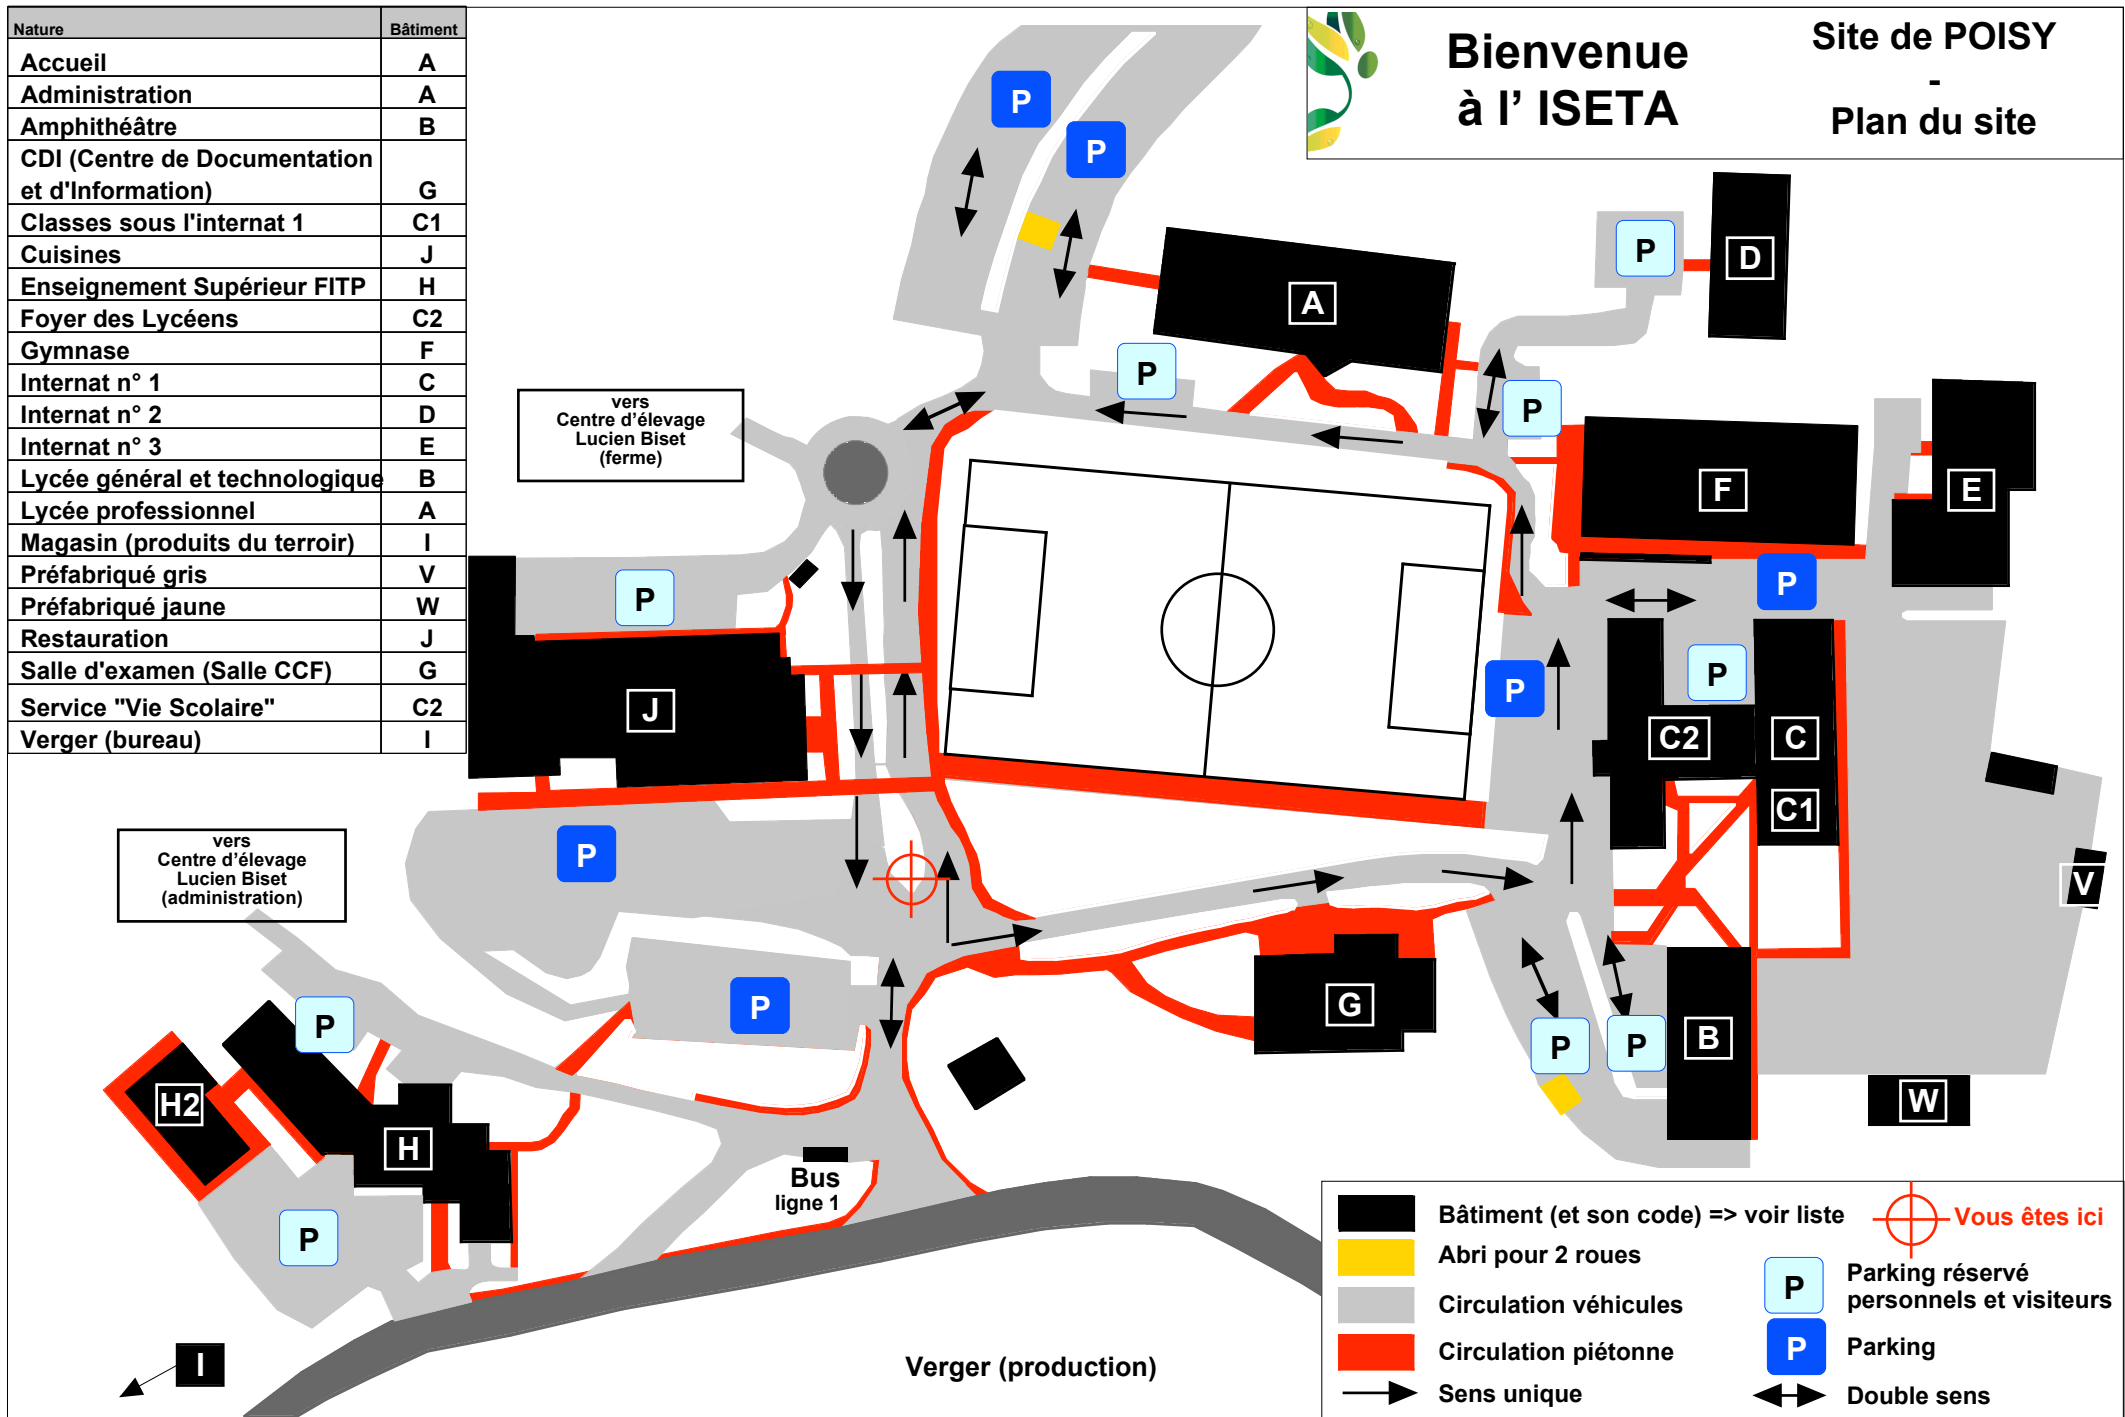 Nature Bâtiment
Accueil A
Administration A
Amphithéâtre B
CDI (Centre de Documentation
et d'Information) G
Classes sous l'internat 1 C1
Cuisines J
Enseignement Supérieur FITP H
Foyer des Lycéens C2
Gymnase F
Internat n° 1 C
Internat n° 2 D
Internat n° 3 E
Lycée général et technologique B
Lycée professionnel A
Magasin (produits du terroir) I
Préfabriqué gris V
Préfabriqué jaune W
Restauration J
Salle d'examen (Salle CCF) G
Service "Vie Scolaire" C2
Verger (bureau) I
Bienvenue
à l' ISETA
Site de POISY
-
Plan du site
P
P
P
D
A
P
P
vers
Centre d'élevage
Lucien Biset
(ferme)
F
E
P
P
P
P
J
C2
C
C1
P
vers
Centre d'élevage
Lucien Biset
(administration)
V
P
G
P
P
P
B
P
H2
H
W
Bus
ligne 1
P
I
Verger (production)
Bâtiment (et son code) => voir liste
Abri pour 2 roues
Circulation véhicules
Circulation piétonne
Sens unique
Vous êtes ici
P
Parking réservé
personnels et visiteurs
P
Parking
Double sens